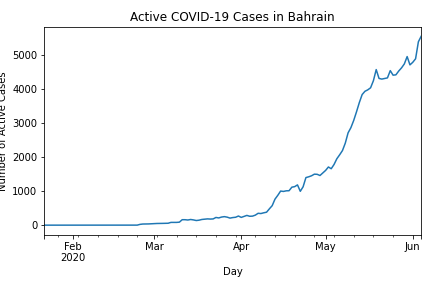 Active COVID-19 Cases in Bahrain
Number of Active Cases
5000
4000
3000
2000
1000
0
Feb
2020
Mar
Apr
May
Jun
Day